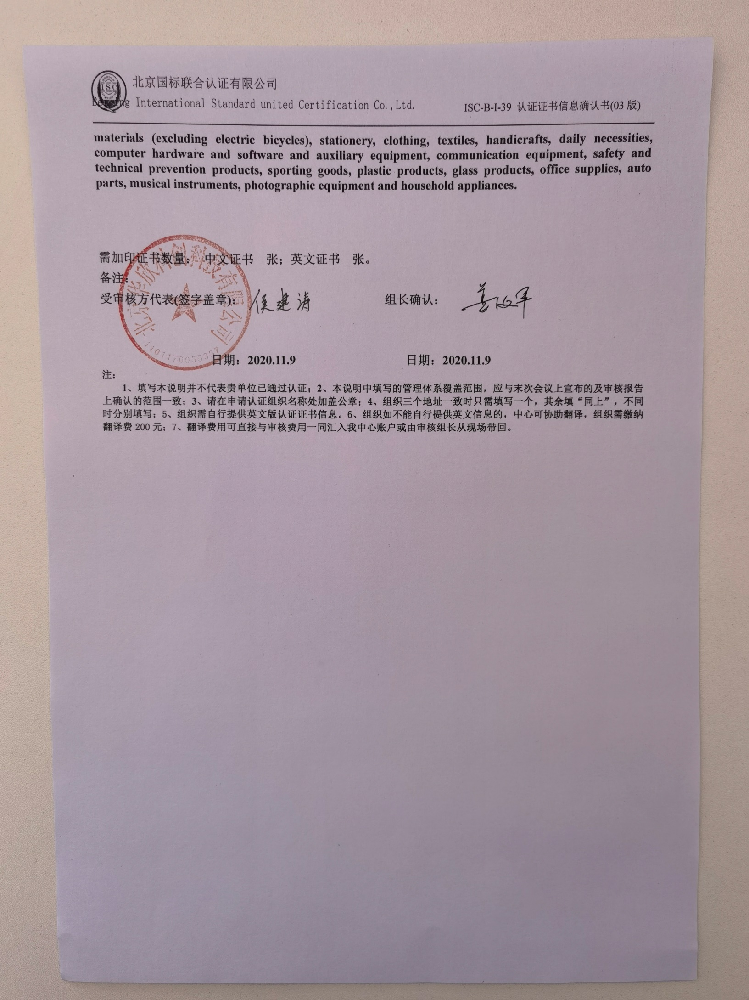 ISC
北京国标联合认证有限公司
Beijing International Standard united Certification Co.,Ltd.
ISC-B-I-39 认证证书信息确认书(03 版)
materials (excluding electric bicycles), stationery, clothing, textiles, handicrafts, daily necessities,
computer hardware and software and auxiliary equipment, communication equipment, safety and
technical prevention products, sporting goods, plastic products, glass products, office supplies, auto
parts, musical instruments, photographic equipment and household appliances.
需加印证书数量： 中文证书 张；英文证书 张。
备注：
受审核方代表(签字盖章)： 侯建涛 组长确认：
北京华欣科创科技有限公司
日期：2020.11.9 日期：2020.11.9
注：
1、填写本说明并不代表贵单位已通过认证；2、本说明中填写的管理体系覆盖范围，应与末次会议上宣布的及审核报告
上确认的范围一致；3、请在申请认证组织名称处加盖公章；4、组织三个地址一致时只需填写一个，其余填“同上”，不同
时分别填写；5、组织需自行提供英文版认证证书信息。6、组织如不能自行提供英文信息的，中心可协助翻译，组织需缴纳
翻译费 200 元；7、翻译费用可直接与审核费用一同汇入我中心账户或由审核组长从现场带回。